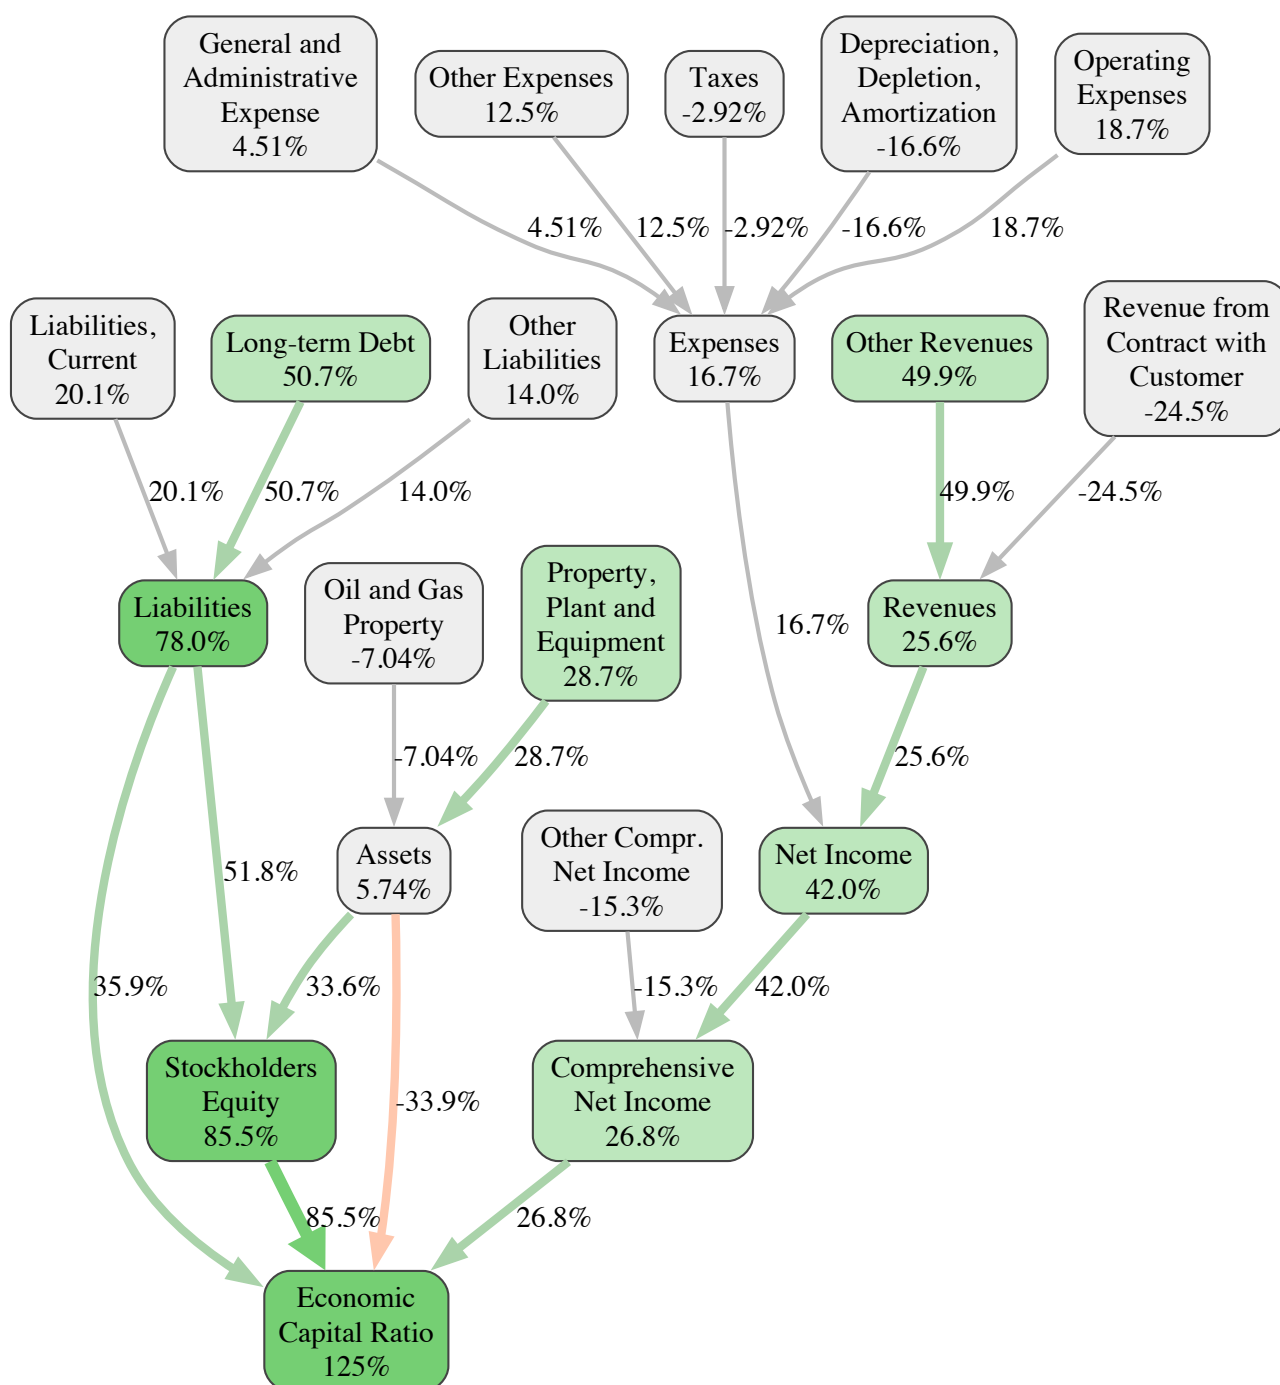 General and
Administrative
Expense
4.51%
Other Expenses
12.5%
Taxes
-2.92%
Depreciation,
Depletion,
Amortization
-16.6%
Operating
Expenses
18.7%
4.51%
12.5%
-2.92%
-16.6%
18.7%
Liabilities,
Current
20.1%
Long-term Debt
50.7%
Other
Liabilities
14.0%
Expenses
16.7%
Other Revenues
49.9%
Revenue from
Contract with
Customer
-24.5%
20.1%
50.7%
14.0%
49.9%
-24.5%
Liabilities
78.0%
Oil and Gas
Property
-7.04%
Property,
Plant and
Equipment
28.7%
16.7%
Revenues
25.6%
-7.04%
28.7%
25.6%
51.8%
Assets
5.74%
Other Compr.
Net Income
-15.3%
Net Income
42.0%
35.9%
33.6%
-15.3%
42.0%
Stockholders
Equity
85.5%
-33.9%
Comprehensive
Net Income
26.8%
85.5%
26.8%
Economic
Capital Ratio
125%